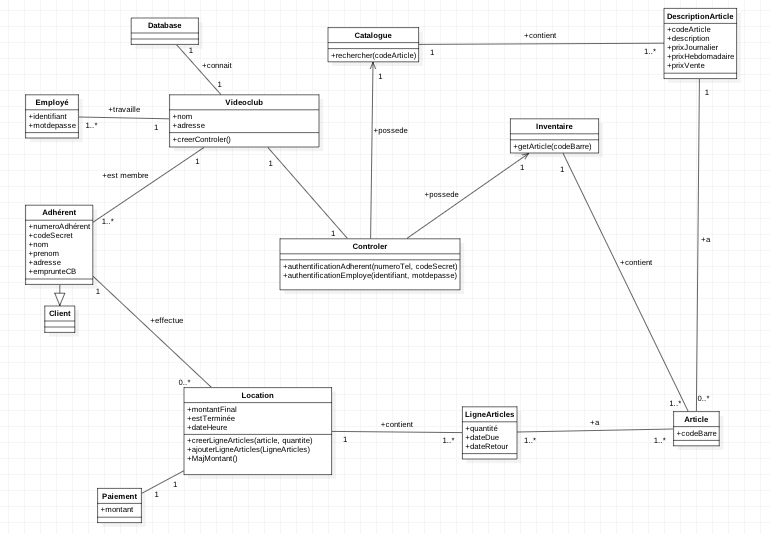 Database
1
+connait
1
Catalogue
+rechercher(codeArticle)
1
+contient
1..*
DescriptionArticle
+codeArticle
+description
+prixJournalier
+prixHebdomadaire
+prixVente
1
Employé
+identifiant
+motdepasse
+travaille
1..*
1
Videoclub
+nom
+adresse
+creerControler()
1
1
1
+possede
Inventaire
+getArticle(codeBarre)
1
1
+est membre
1..*
+possede
Adhérent
+numeroAdhérent
+codeSecret
+nom
+prenom
+adresse
+emprunteCB
1
1
Controler
+authentificationAdherent(numeroTel, codeSecret)
+authentificationEmploye(identifiant, motdepasse)
+a
+contient
Client
+effectue
0..*
Location
+montantFinal
+estTerminée
+dateHeure
+creerLigneArticles(article, quantite)
+ajouterLigneArticles(LigneArticles)
+MajMontant()
1
+contient
1..*
LigneArticles
+quantité
+dateDue
+dateRetour
1..*
+a
1..*
1..*
0..*
Article
+codeBarre
1
1
Paiement
+montant